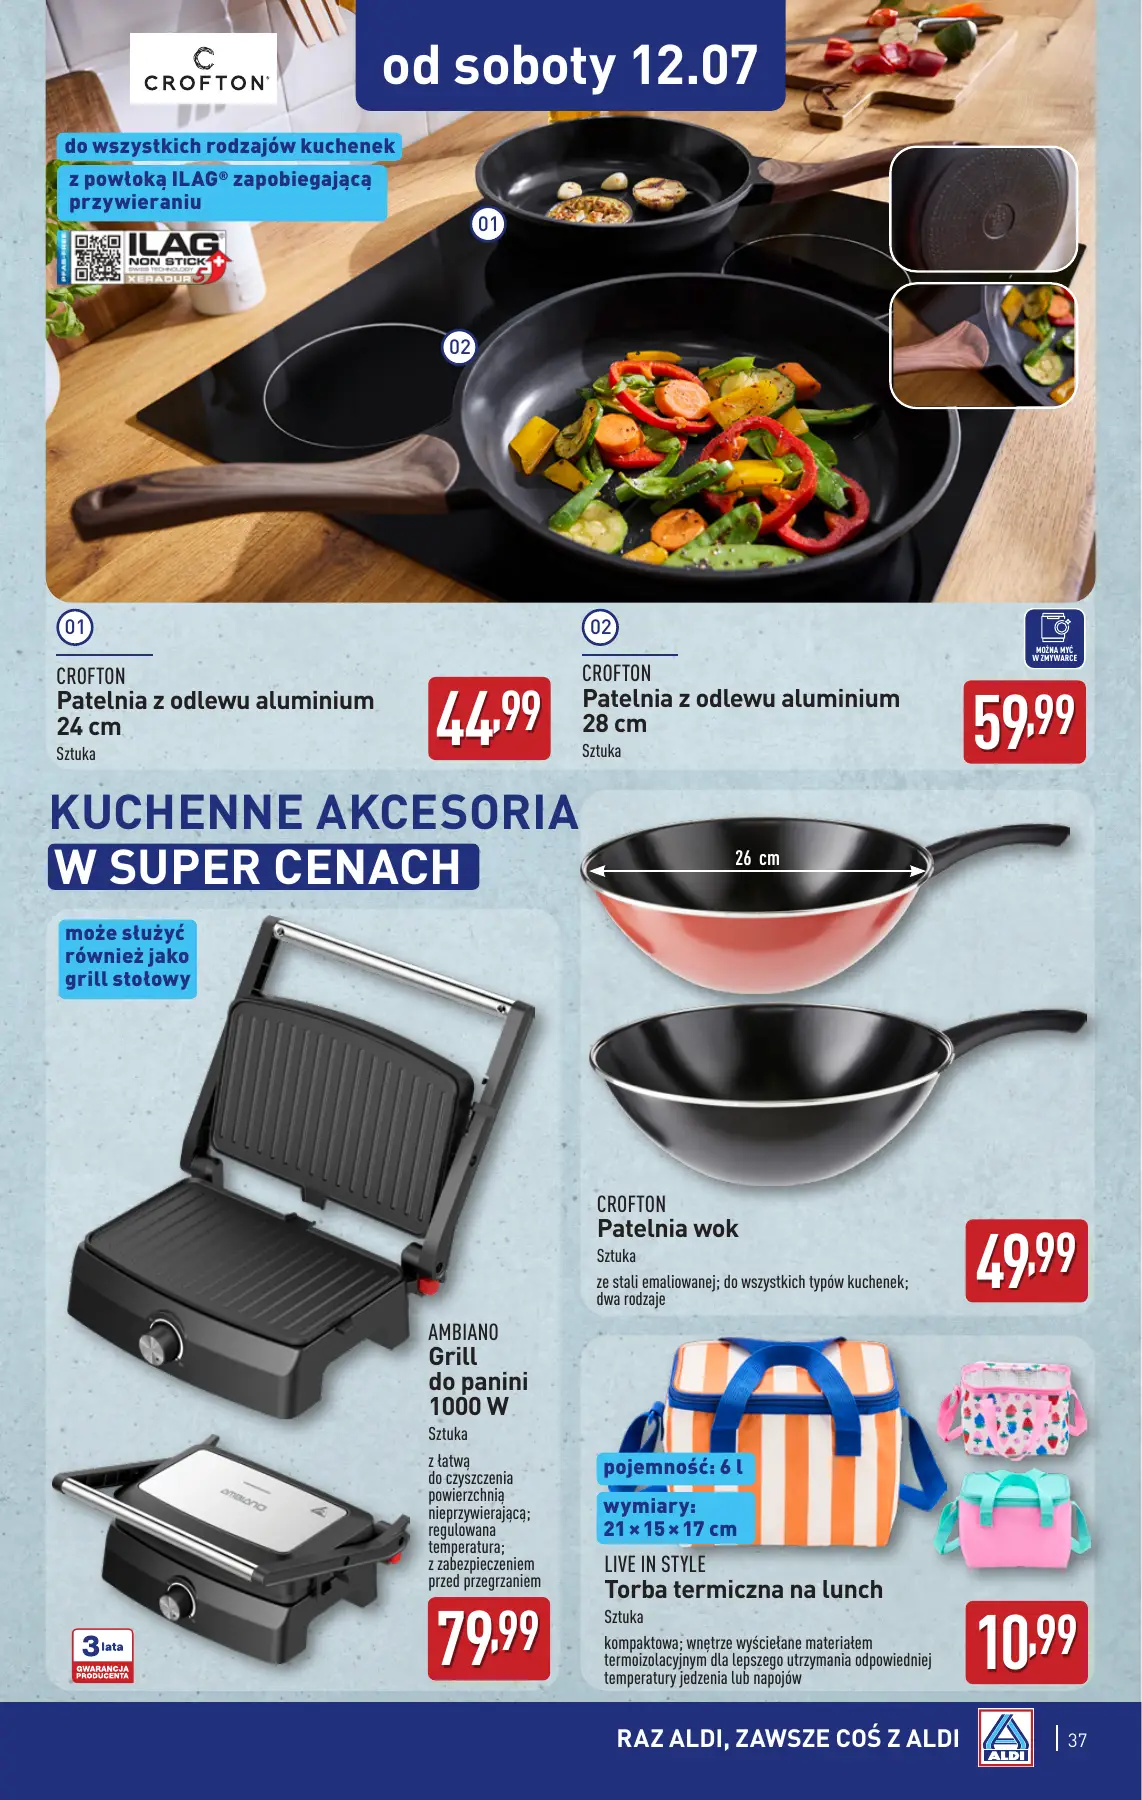 C
CROFTON®
od soboty 12.07
do wszystkich rodzajów kuchenek
z powłoką ILAG® zapobiegającą
przywieraniu
PFAS-FREE
ILAG
NON STICK
SWISS TECHNOLOGY
XERADUR
01
02
01
CROFTON
Patelnia z odlewu aluminium
24 cm
Sztuka
44,99
02
CROFTON
Patelnia z odlewu aluminium
28 cm
Sztuka
MOŻNA MYĆ
W ZMYWARCE
59,99
KUCHENNE AKCESORIA
W SUPER CENACH
może służyć
również jako
grill stołowy
AMBIANO
AMBIANO
Grill
do panini
1000 W
Sztuka
z łatwą
do czyszczenia
powierzchnią
nieprzywierającą;
regulowana
temperatura;
z zabezpieczeniem
przed przegrzaniem
79,99
3 lata
GWARANCJA
PRODUCENTA
26 cm
CROFTON
Patelnia wok
Sztuka
ze stali emaliowanej; do wszystkich typów kuchenek;
dwa rodzaje
49,99
pojemność: 6 l
wymiary:
21 × 15 × 17 cm
LIVE IN STYLE
Torba termiczna na lunch
Sztuka
kompaktowa; wnętrze wyściełane materiałem
termoizolacyjnym dla lepszego utrzymania odpowiedniej
temperatury jedzenia lub napojów
10,99
RAZ ALDI, ZAWSZE COŚ Z ALDI
ALDI
37